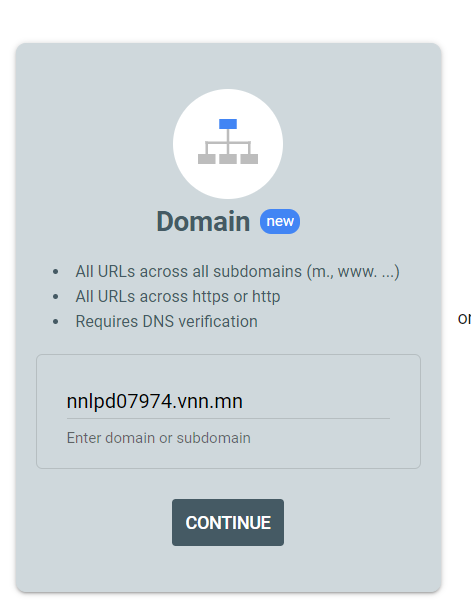 Domain new
All URLs across all subdomains (m., www. ...)
All URLs across https or http
Requires DNS verification
nnlpd07974.vnn.mn
Enter domain or subdomain
CONTINUE